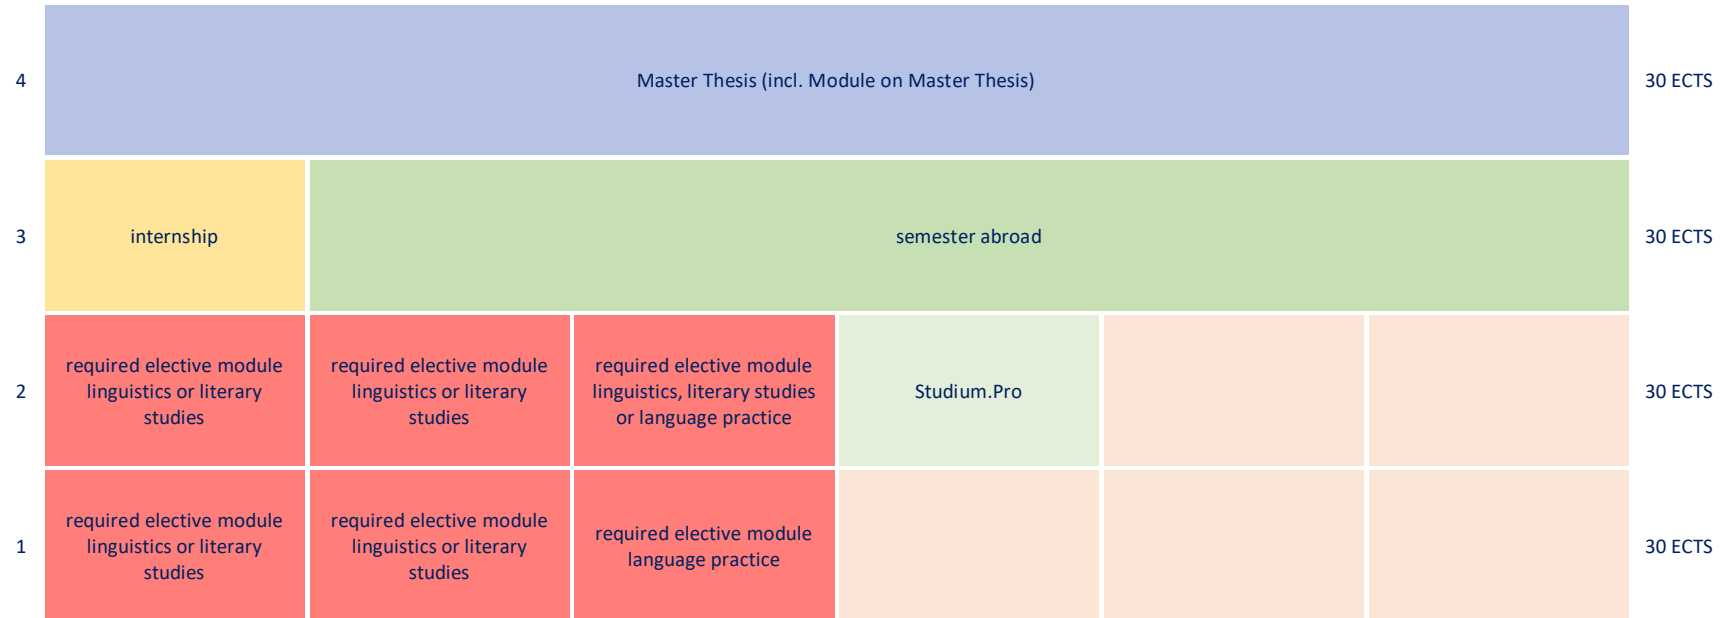 4
Master Thesis (incl. Module on Master Thesis)
30 ECTS
3
internship
semester abroad
30 ECTS
2
required elective module
linguistics or literary
studies
required elective module
linguistics or literary
studies
required elective module
linguistics, literary studies
or language practice
Studium.Pro
30 ECTS
1
required elective module
linguistics or literary
studies
required elective module
linguistics or literary
studies
required elective module
language practice
30 ECTS